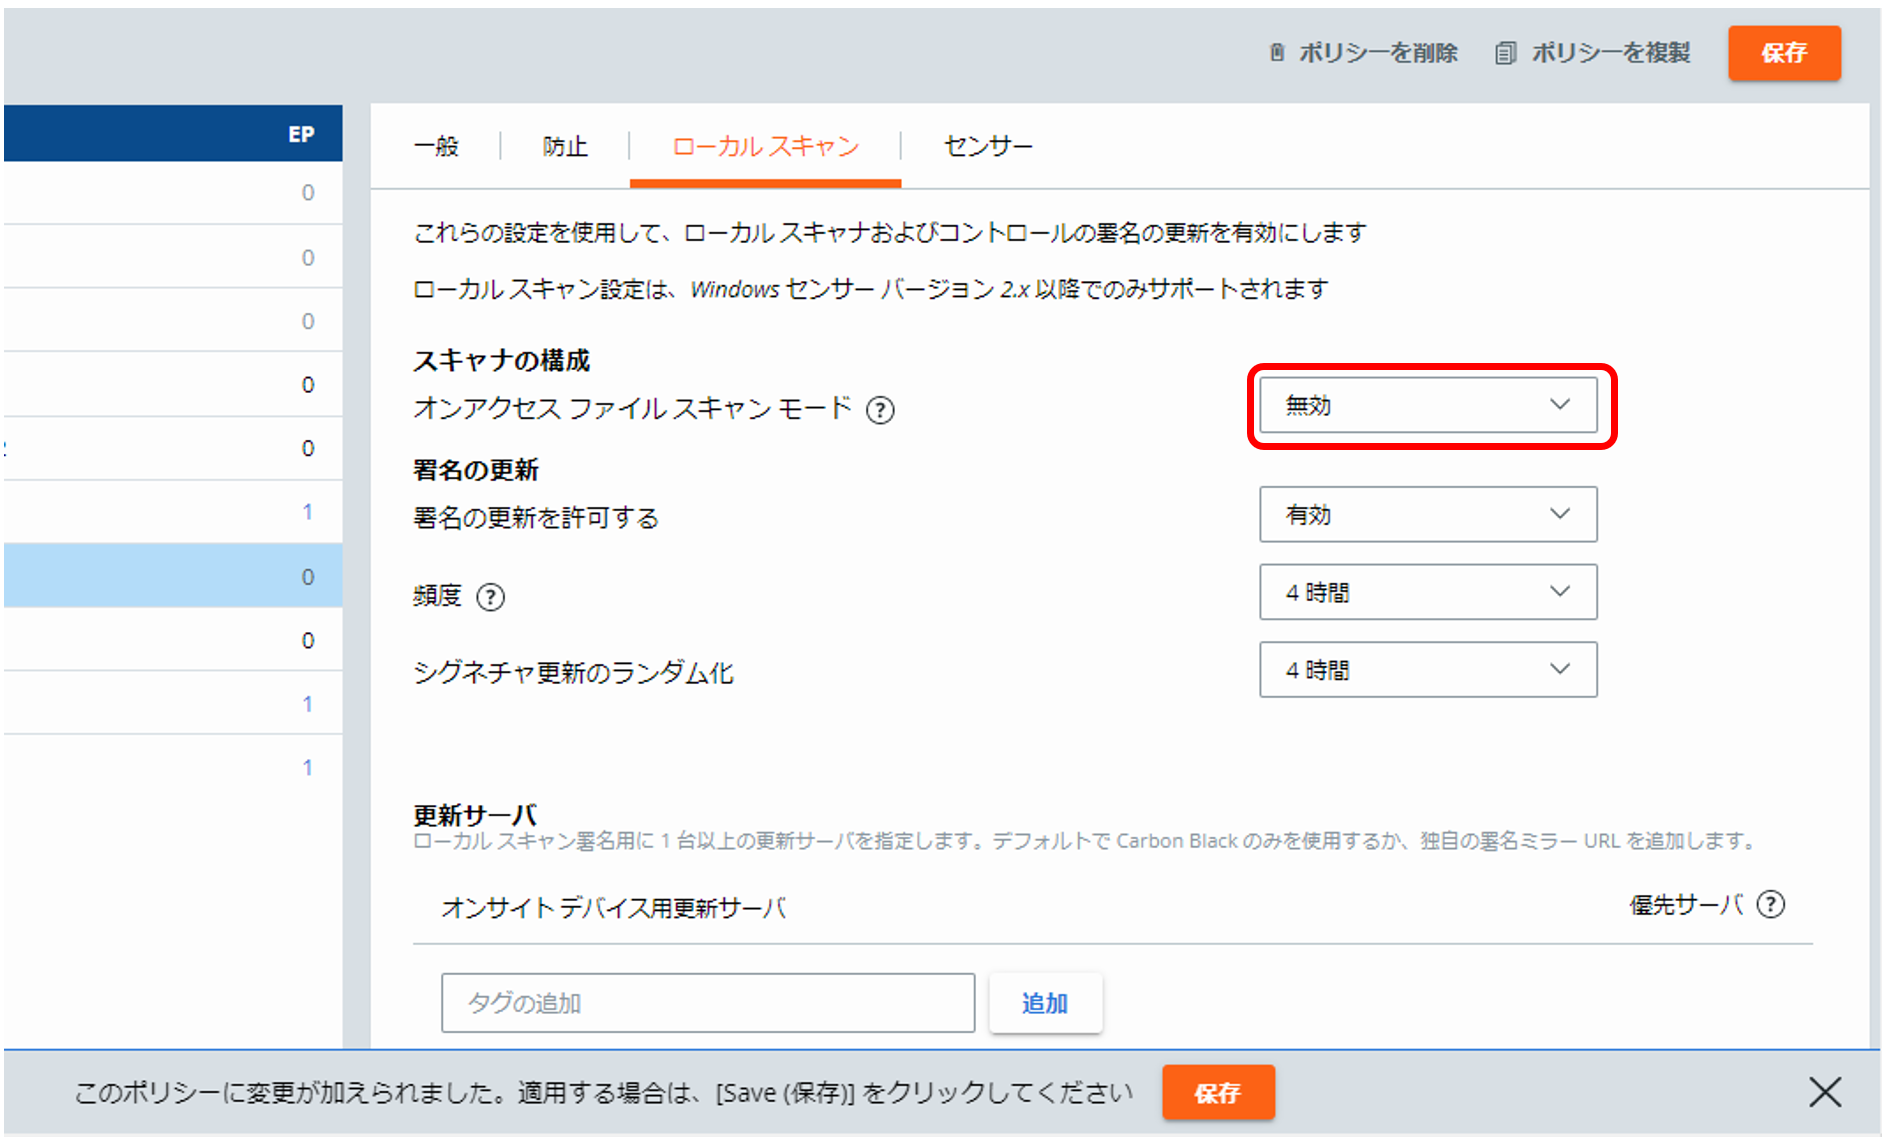 ポリシーを削除 ポリシーを複製 保存
EP
0
0
0
0
0
1
0
0
1
1
一般 防止 ローカル スキャン センサー
これらの設定を使用して、ローカル スキャナおよびコントロールの署名の更新を有効にします
ローカル スキャン設定は、Windows センサー バージョン 2.x 以降でのみサポートされます
スキャナの構成
オンアクセス ファイル スキャン モード ? 無効
署名の更新
署名の更新を許可する 有効
頻度 ? 4 時間
シグネチャ更新のランダム化 4 時間
更新サーバ
ローカル スキャン署名用に 1 台以上の更新サーバを指定します。デフォルトで Carbon Black のみを使用するか、独自の署名ミラー URL を追加します。
オンサイト デバイス用更新サーバ 優先サーバ ?
タグの追加 追加
このポリシーに変更が加えられました。適用する場合は、[Save (保存)] をクリックしてください 保存